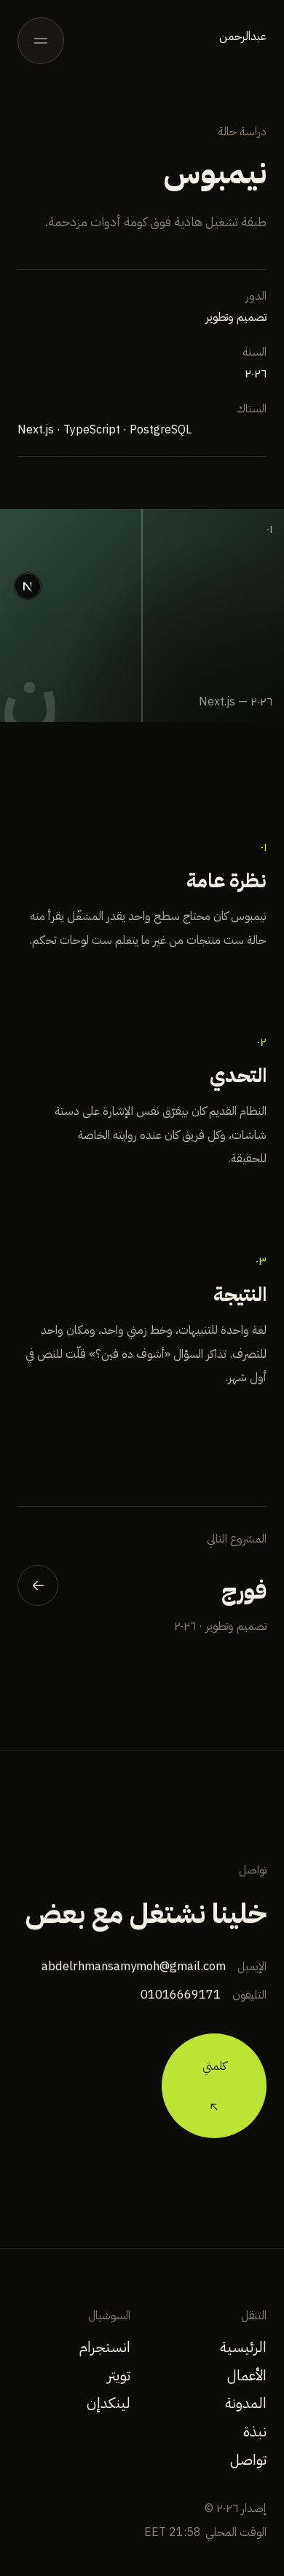 عبدالرحمن
دراسة حالة
نيمبوس
طبقة تشغيل هادية فوق كومة أدوات مزدحمة.
الدور
تصميم وتطوير
السنة
٢٠٢٦
الستاك
Next.js · TypeScript · PostgreSQL
٠١
N
ن
Next.js — ٢٠٢٦
٠١
نظرة عامة
نيمبوس كان محتاج سطح واحد يقدر المشغّل يقرأ منه
حالة ست منتجات من غير ما يتعلم ست لوحات تحكم.
٠٢
التحدي
النظام القديم كان بيفرّق نفس الإشارة على دستة
شاشات، وكل فريق كان عنده روايته الخاصة
للحقيقة.
٠٣
النتيجة
لغة واحدة للتنبيهات، وخط زمني واحد، ومكان واحد
للتصرف. تذاكر السؤال «أشوف ده فين؟» قلّت للنص في
أول شهر.
المشروع التالي
فورج
تصميم وتطوير · ٢٠٢٦
تواصل
خلينا نشتغل مع بعض
الإيميل abdelrhmansamymoh@gmail.com
التليفون 01016669171
كلمني
التنقل
الرئيسية
الأعمال
المدونة
نبذة
تواصل
السوشيال
انستجرام
تويتر
لينكدإن
إصدار ٢٠٢٦ ©
الوقت المحلي 21:58 EET